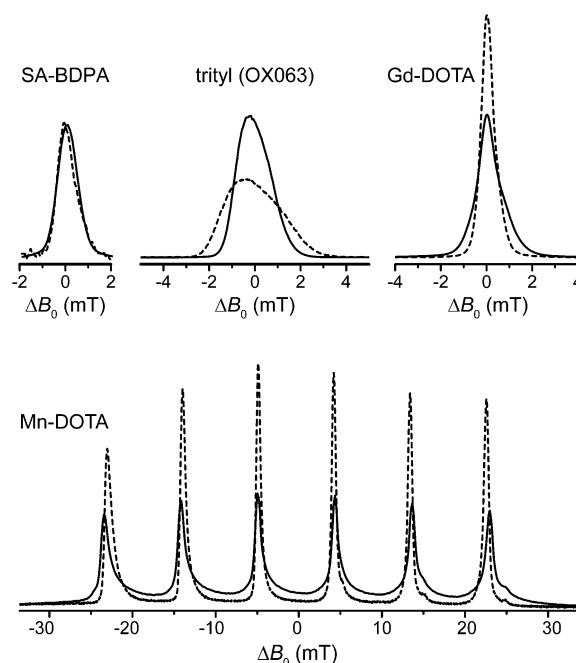 SA-BDPA
trityl (OX063)
Gd-DOTA
-2 0 2
-4 -2 0 2 4
-4 -2 0 2 4
ΔB₀ (mT)
ΔB₀ (mT)
ΔB₀ (mT)
Mn-DOTA
-30 -20 -10 0 10 20 30
ΔB₀ (mT)